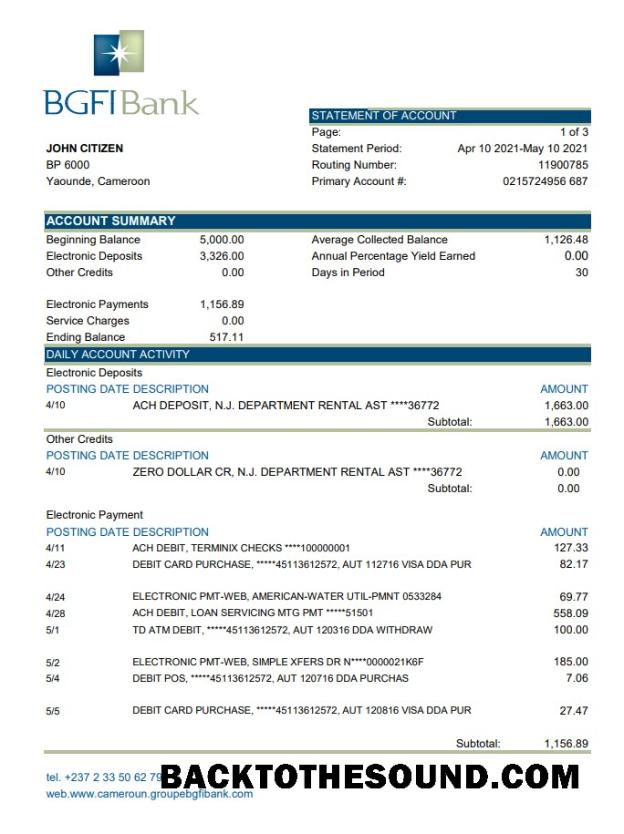 BGFIBank
STATEMENT OF ACCOUNT
Page: 1 of 3
JOHN CITIZEN Statement Period: Apr 10 2021-May 10 2021
BP 6000 Routing Number: 11900785
Yaounde, Cameroon Primary Account #: 0215724956 687
ACCOUNT SUMMARY
Beginning Balance 5,000.00 Average Collected Balance 1,126.48
Electronic Deposits 3,326.00 Annual Percentage Yield Earned 0.00
Other Credits 0.00 Days in Period 30
Electronic Payments 1,156.89
Service Charges 0.00
Ending Balance 517.11
DAILY ACCOUNT ACTIVITY
Electronic Deposits
POSTING DATE DESCRIPTION AMOUNT
4/10 ACH DEPOSIT, N.J. DEPARTMENT RENTAL AST ****36772 1,663.00
Subtotal: 1,663.00
Other Credits
POSTING DATE DESCRIPTION AMOUNT
4/10 ZERO DOLLAR CR, N.J. DEPARTMENT RENTAL AST ****36772 0.00
Subtotal: 0.00
Electronic Payment
POSTING DATE DESCRIPTION AMOUNT
4/11 ACH DEBIT, TERMINIX CHECKS ****100000001 127.33
4/23 DEBIT CARD PURCHASE, *****45113612572, AUT 112716 VISA DDA PUR 82.17
4/24 ELECTRONIC PMT-WEB, AMERICAN-WATER UTIL-PMNT 0533284 69.77
4/28 ACH DEBIT, LOAN SERVICING MTG PMT *****51501 558.09
5/1 TD ATM DEBIT, *****45113612572, AUT 120316 DDA WITHDRAW 100.00
5/2 ELECTRONIC PMT-WEB, SIMPLE XFERS DR N****0000021K6F 185.00
5/4 DEBIT POS, *****45113612572, AUT 120716 DDA PURCHAS 7.06
5/5 DEBIT CARD PURCHASE, *****45113612572, AUT 120816 VISA DDA PUR 27.47
Subtotal: 1,156.89
tel. +237 2 33 50 62 79
BACKTOTHESOUND.COM
web.www.cameroun.groupebgfibank.com